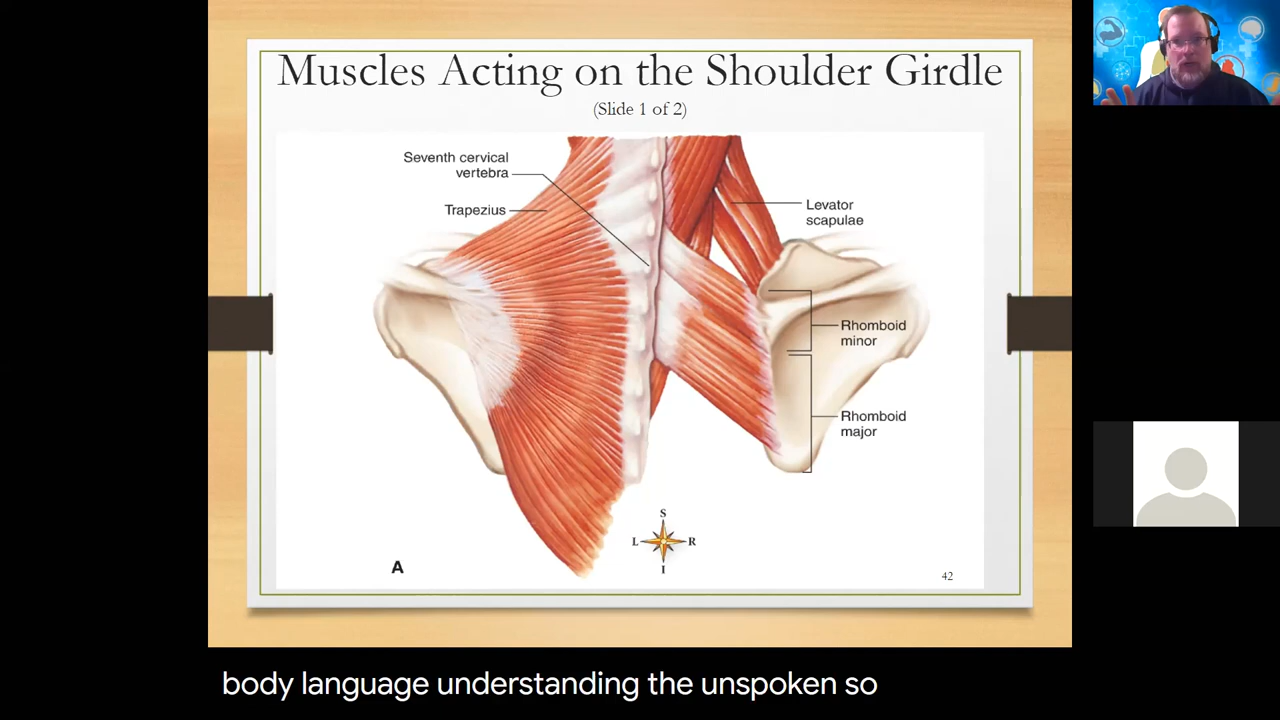 Muscles Acting on the Shoulder Girdle
(Slide 1 of 2)
Seventh cervical
vertebra
Trapezius
Levator
scapulae
Rhomboid
minor
Rhomboid
major
S
L
R
I
A
42
body language understanding the unspoken so